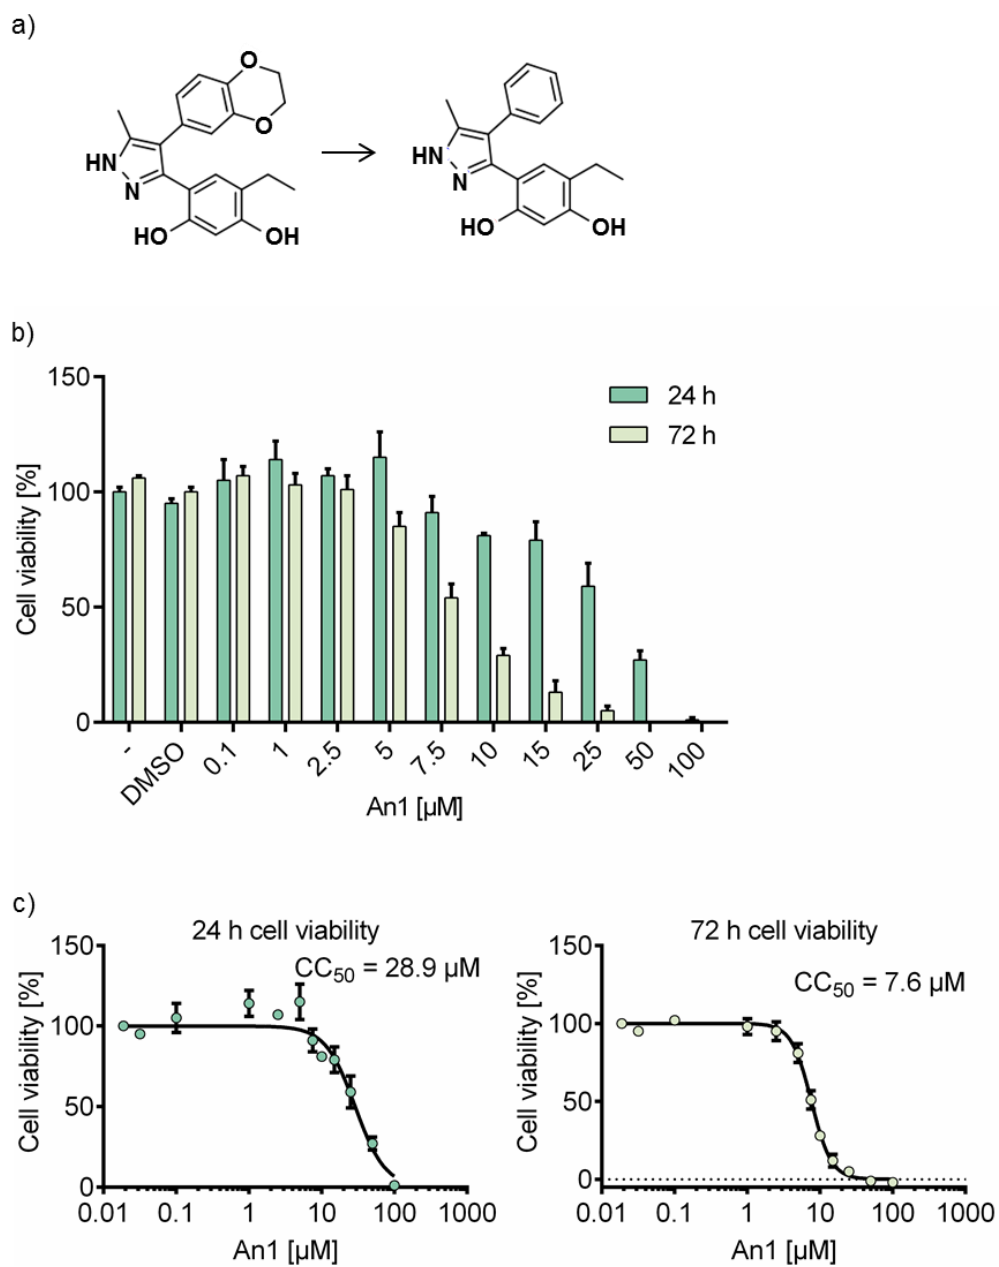 a)
O
O
HN
N
HO
OH
HN
N
HO
OH
b)
150
100
50
0
Cell viability [%]
24 h
72 h
-
DMSO
0.1
1
2.5
5
7.5
10
15
25
50
100
An1 [µM]
c)
24 h cell viability
CC50 = 28.9 µM
150
100
50
0
Cell viability [%]
0.01 0.1 1 10 100 1000
An1 [µM]
72 h cell viability
CC50 = 7.6 µM
150
100
50
0
Cell viability [%]
0.01 0.1 1 10 100 1000
An1 [µM]